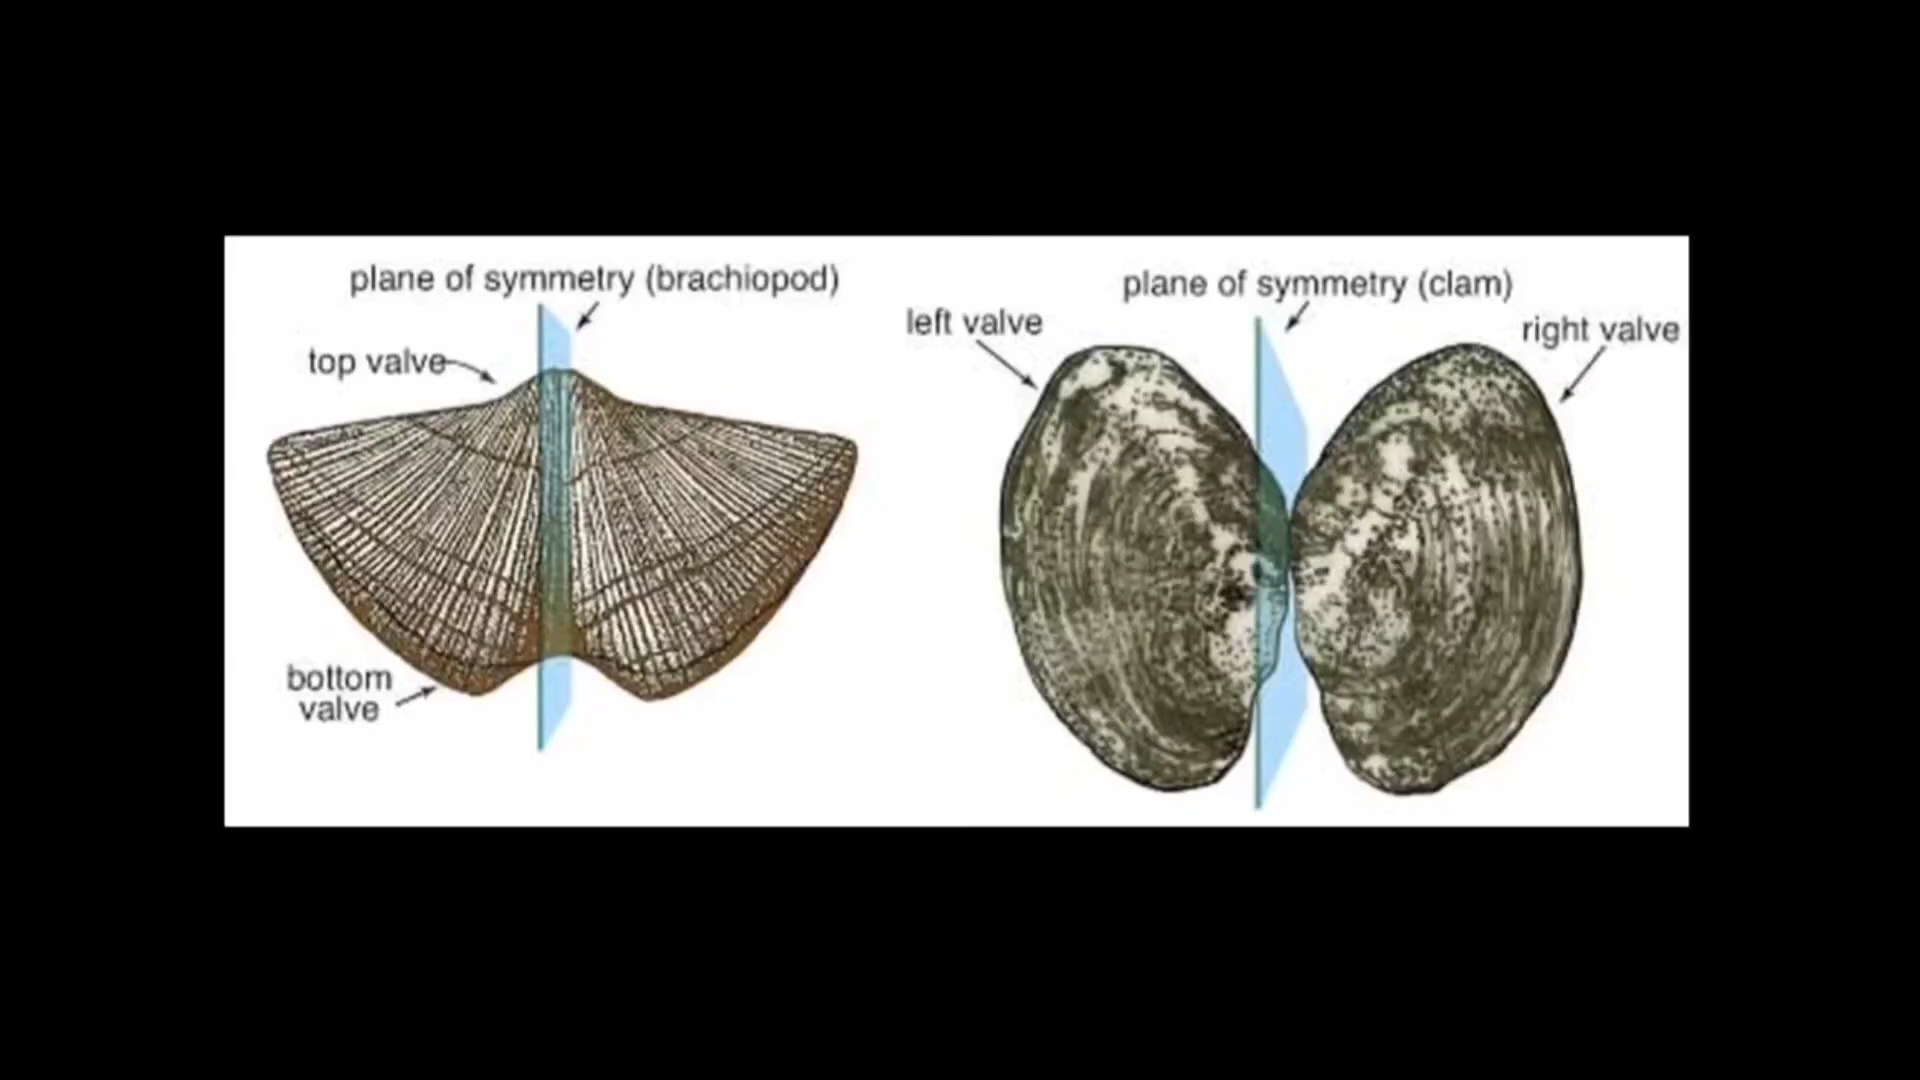 plane of symmetry (brachiopod)
top valve
bottom
valve
plane of symmetry (clam)
left valve
right valve